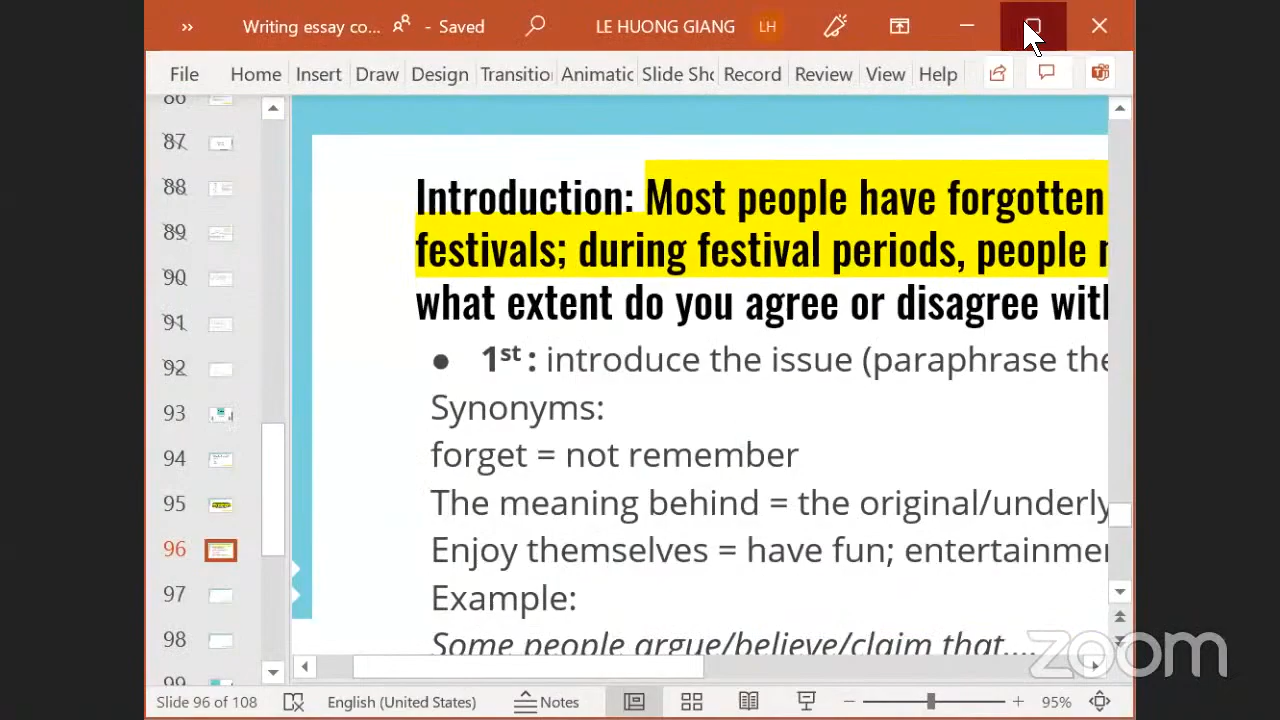 Writing essay co... - Saved LE HUONG GIANG LH
File Home Insert Draw Design Transitio Animatic Slide Sho Record Review View Help
86
87
88
89
90
91
92
93
94
95
96
97
98
99
Introduction: Most people have forgotten
festivals; during festival periods, people
what extent do you agree or disagree with
● 1st : introduce the issue (paraphrase the
Synonyms:
forget = not remember
The meaning behind = the original/underly
Enjoy themselves = have fun; entertainmen
Example:
Some people argue/believe/claim that....
zoom
Slide 96 of 108 English (United States) Notes 95%